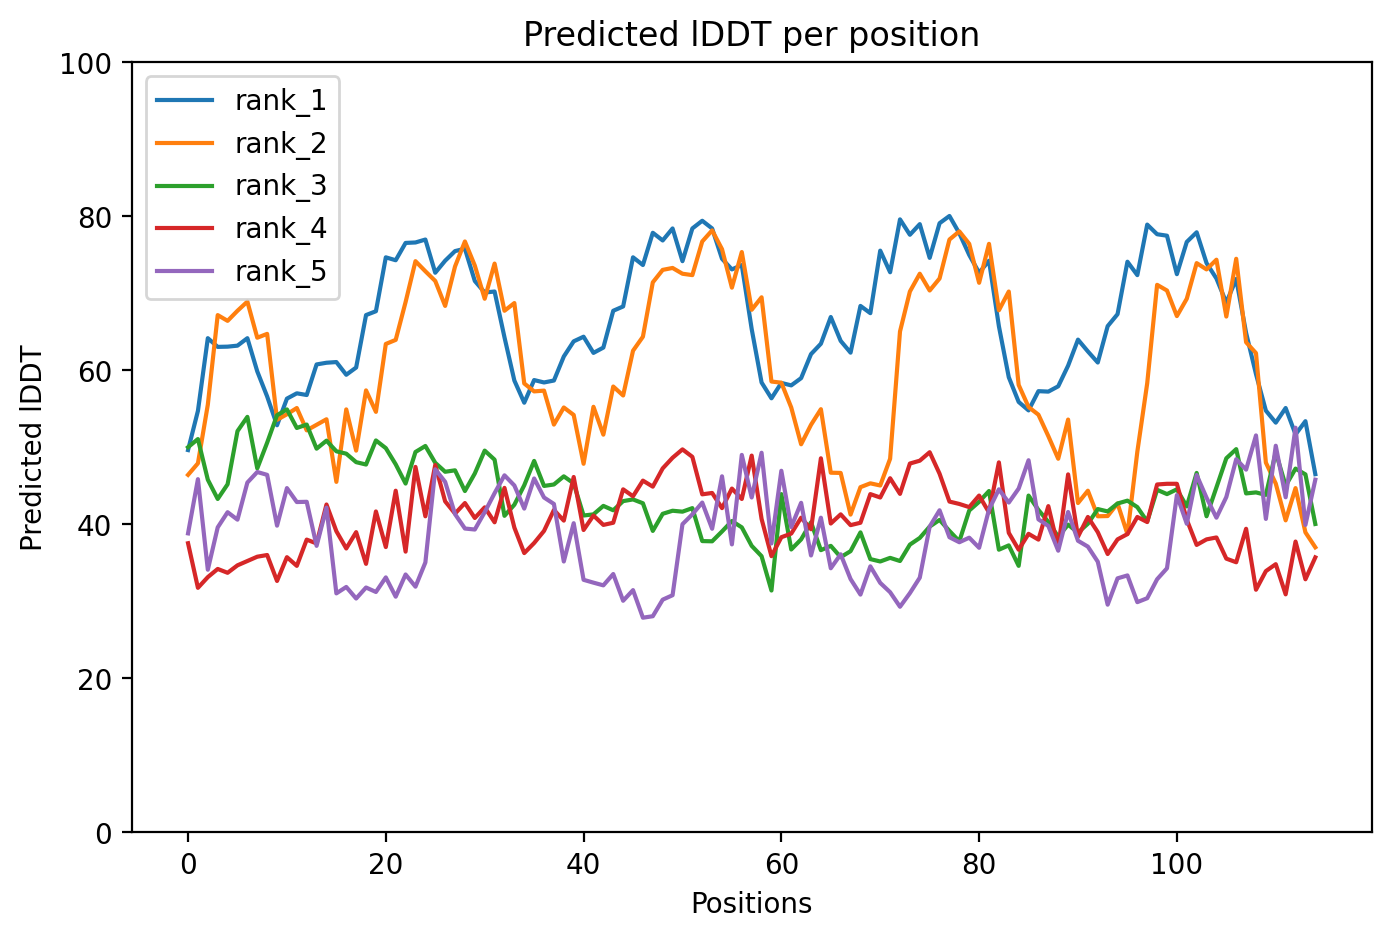 Predicted lDDT per position
Predicted lDDT
100
80
60
40
20
0
rank_1
rank_2
rank_3
rank_4
rank_5
0 20 40 60 80 100
Positions